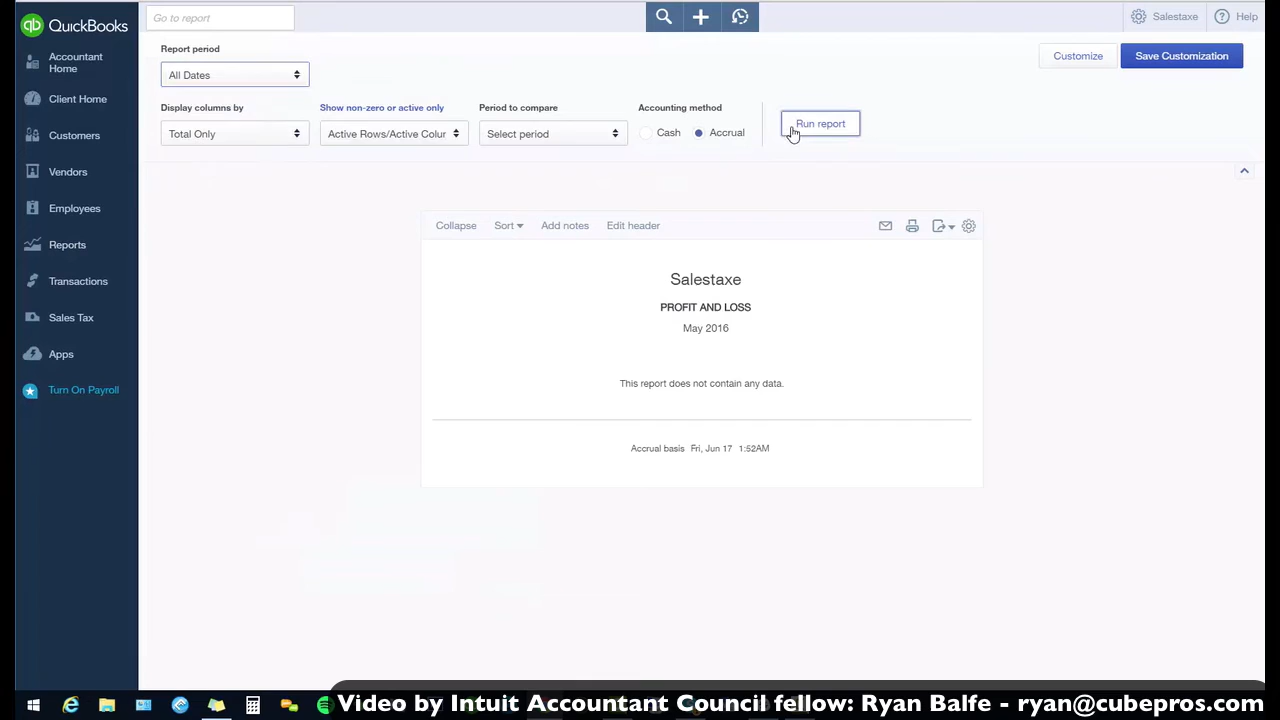 QuickBooks
Go to report
Salestaxe
Help
Accountant
Home
Client Home
Customers
Vendors
Employees
Reports
Transactions
Sales Tax
Apps
Turn On Payroll
Report period
All Dates
Customize
Save Customization
Display columns by
Show non-zero or active only
Period to compare
Accounting method
Total Only
Active Rows/Active Colur
Select period
Cash
Accrual
Run report
Collapse
Sort
Add notes
Edit header
Salestaxe
PROFIT AND LOSS
May 2016
This report does not contain any data.
Accrual basis Fri, Jun 17 1:52AM
Video by Intuit Accountant Council fellow: Ryan Balfe - ryan@cubepros.com